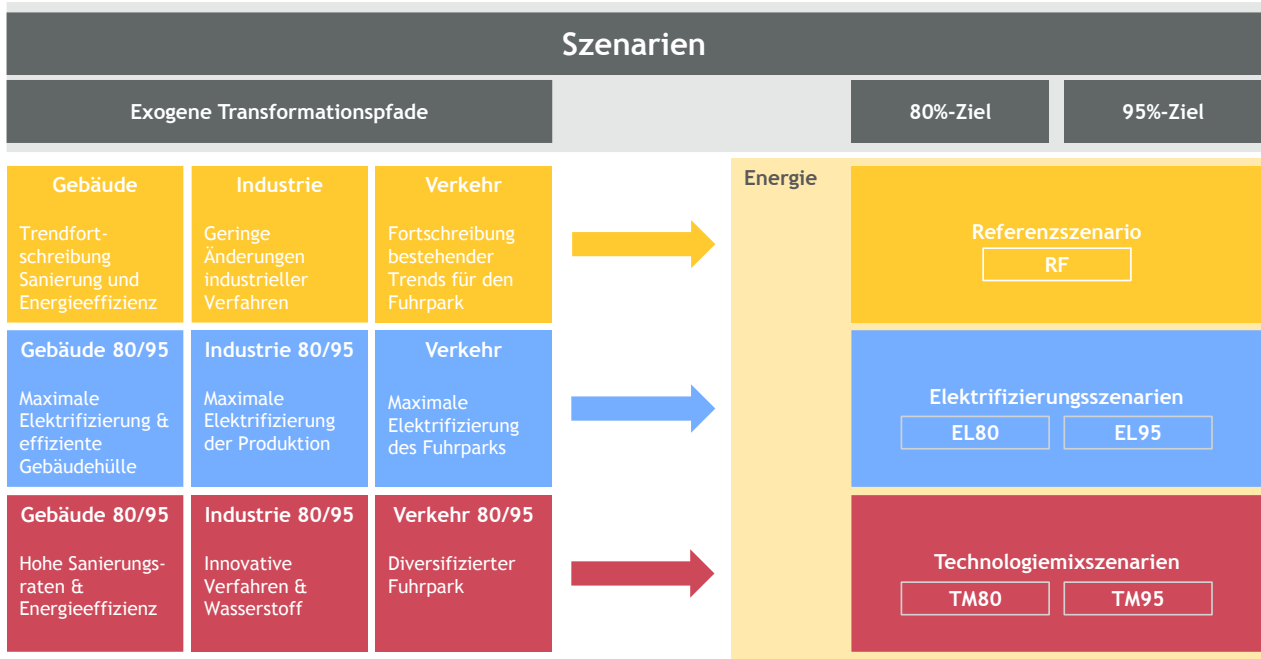 Szenarien
Exogene Transformationspfade
80%-Ziel
95%-Ziel
Gebäude
Trendfort-
schreibung
Sanierung und
Energieeffizienz
Industrie
Geringe
Änderungen
industrieller
Verfahren
Verkehr
Fortschreibung
bestehender
Trends für den
Fuhrpark
Energie
Referenzszenario
RF
Gebäude 80/95
Maximale
Elektrifizierung &
effiziente
Gebäudehülle
Industrie 80/95
Maximale
Elektrifizierung
der Produktion
Verkehr
Maximale
Elektrifizierung
des Fuhrparks
Elektrifizierungsszenarien
EL80
EL95
Gebäude 80/95
Hohe Sanierungs-
raten &
Energieeffizienz
Industrie 80/95
Innovative
Verfahren &
Wasserstoff
Verkehr 80/95
Diversifizierter
Fuhrpark
Technologiemixszenarien
TM80
TM95